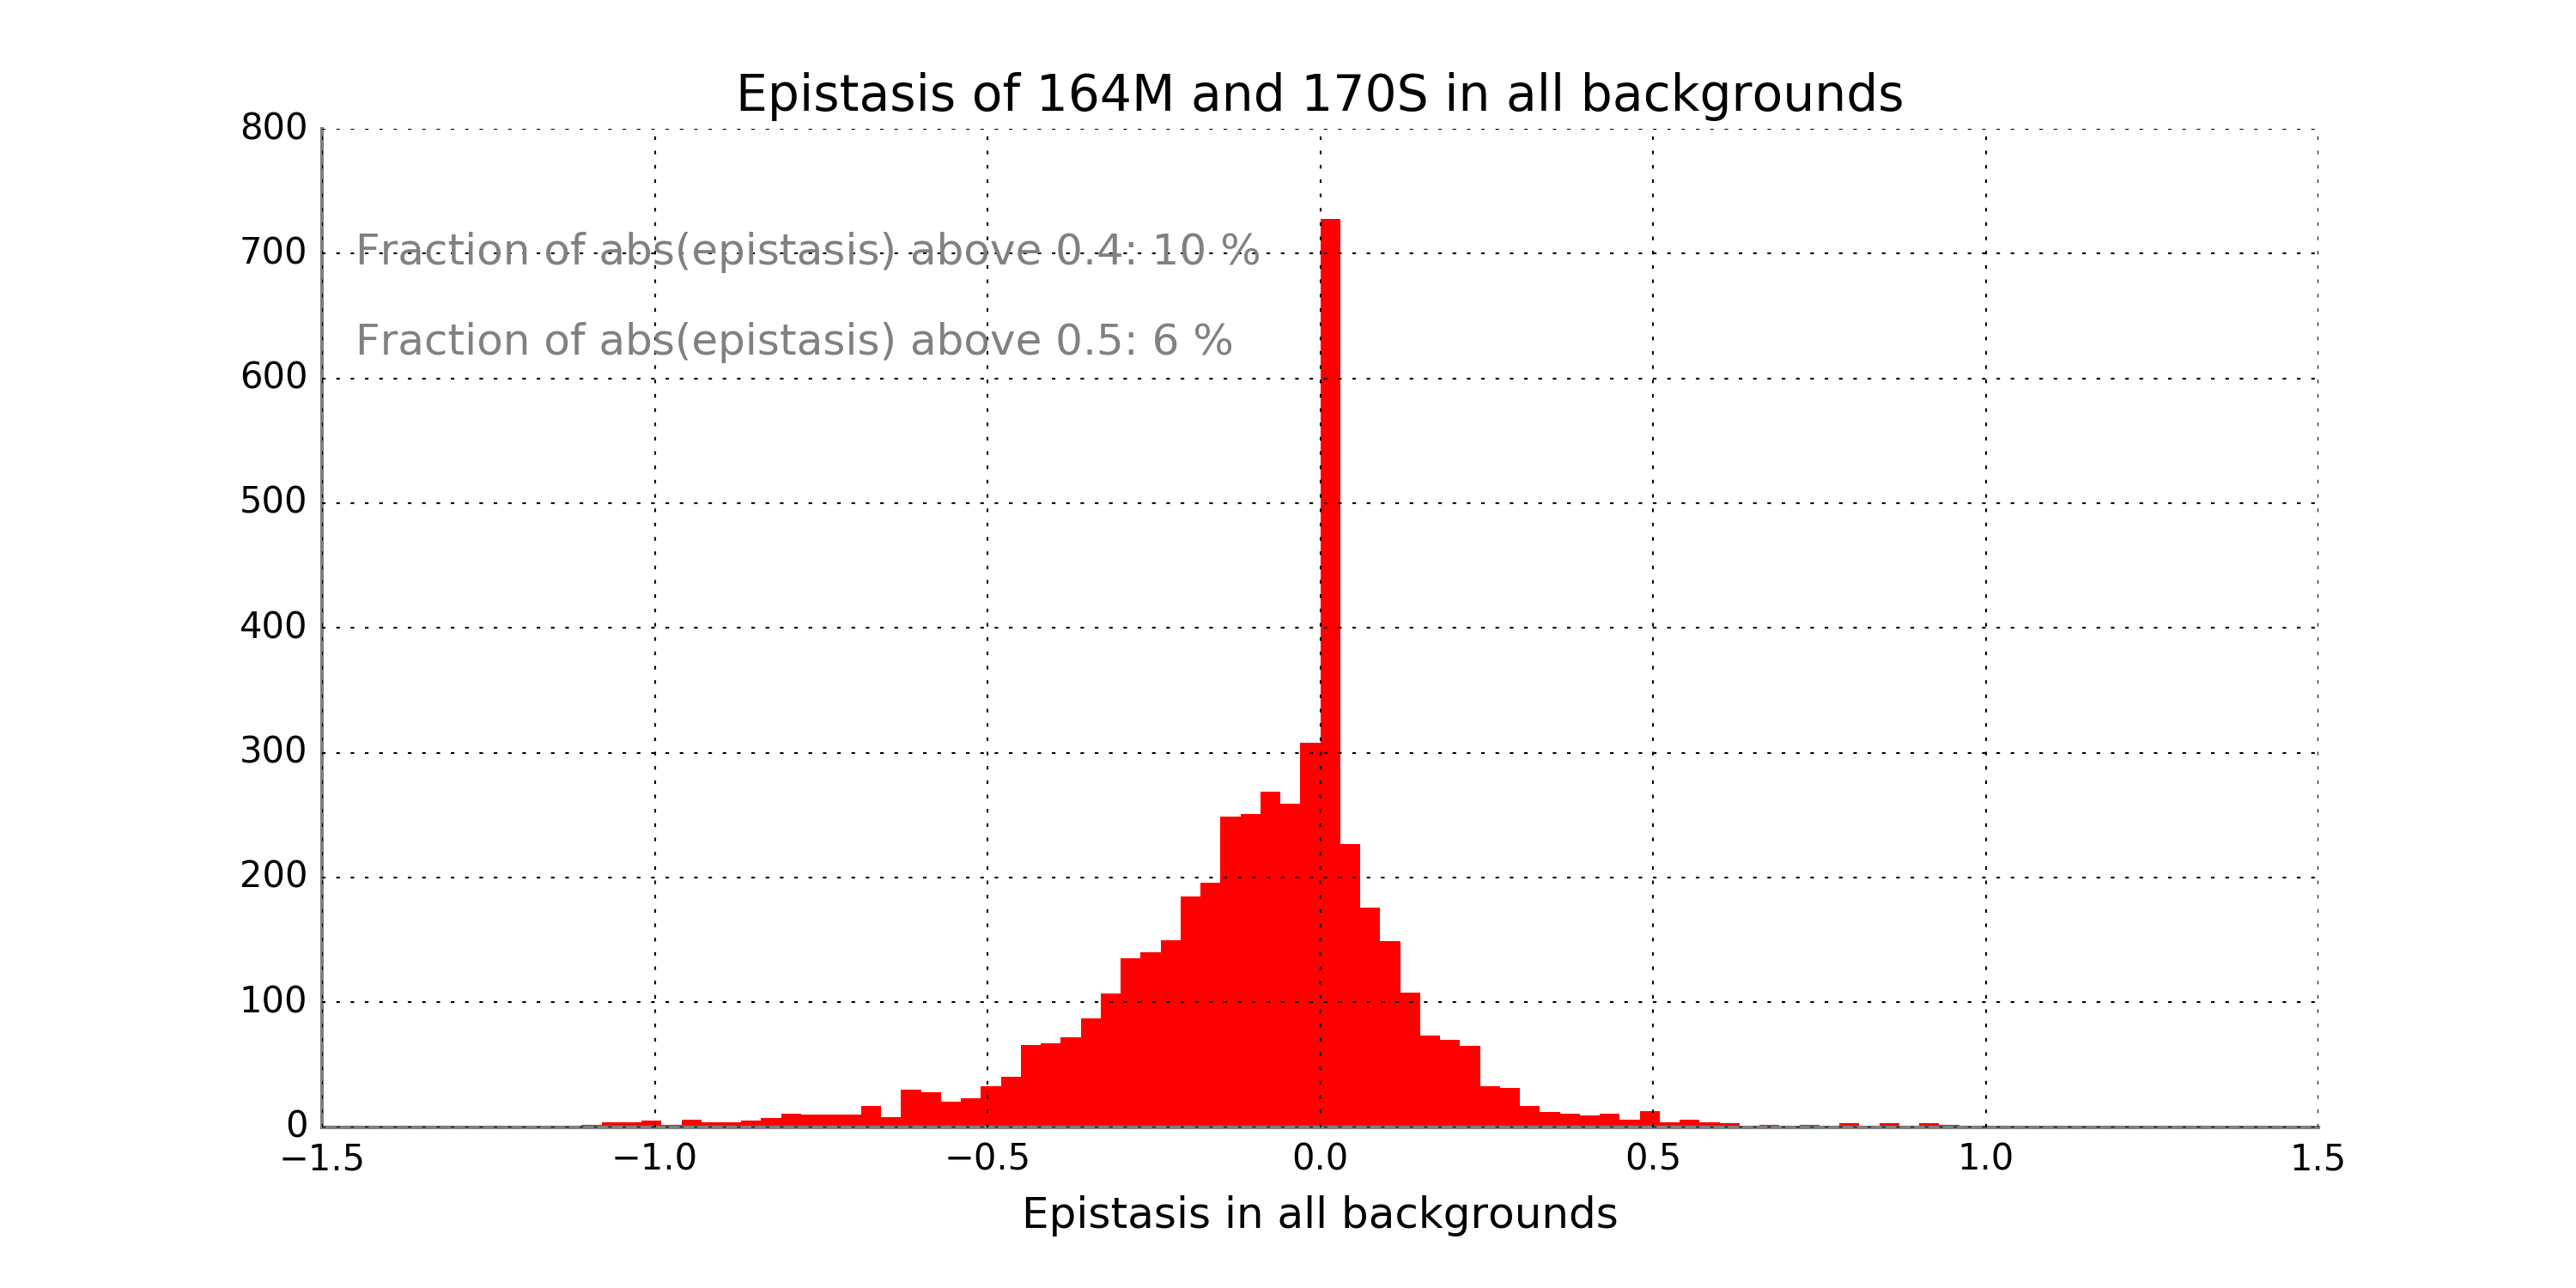 Epistasis of 164M and 170S in all backgrounds
800
700
600
500
400
300
200
100
0
Fraction of abs(epistasis) above 0.4: 10 %
Fraction of abs(epistasis) above 0.5: 6 %
−1.5 −1.0 −0.5 0.0 0.5 1.0 1.5
Epistasis in all backgrounds